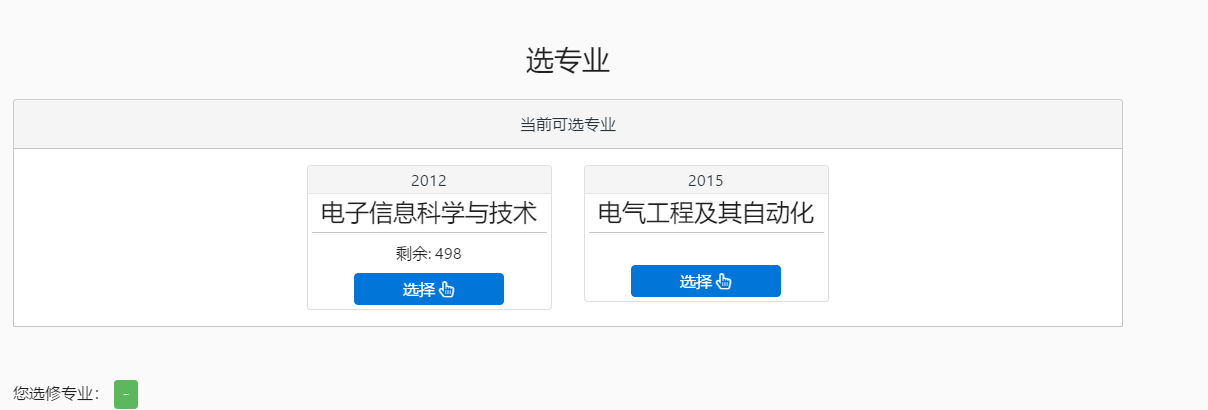 选专业
当前可选专业
2012
电子信息科学与技术
剩余: 498
选择
2015
电气工程及其自动化
选择
您选修专业： -